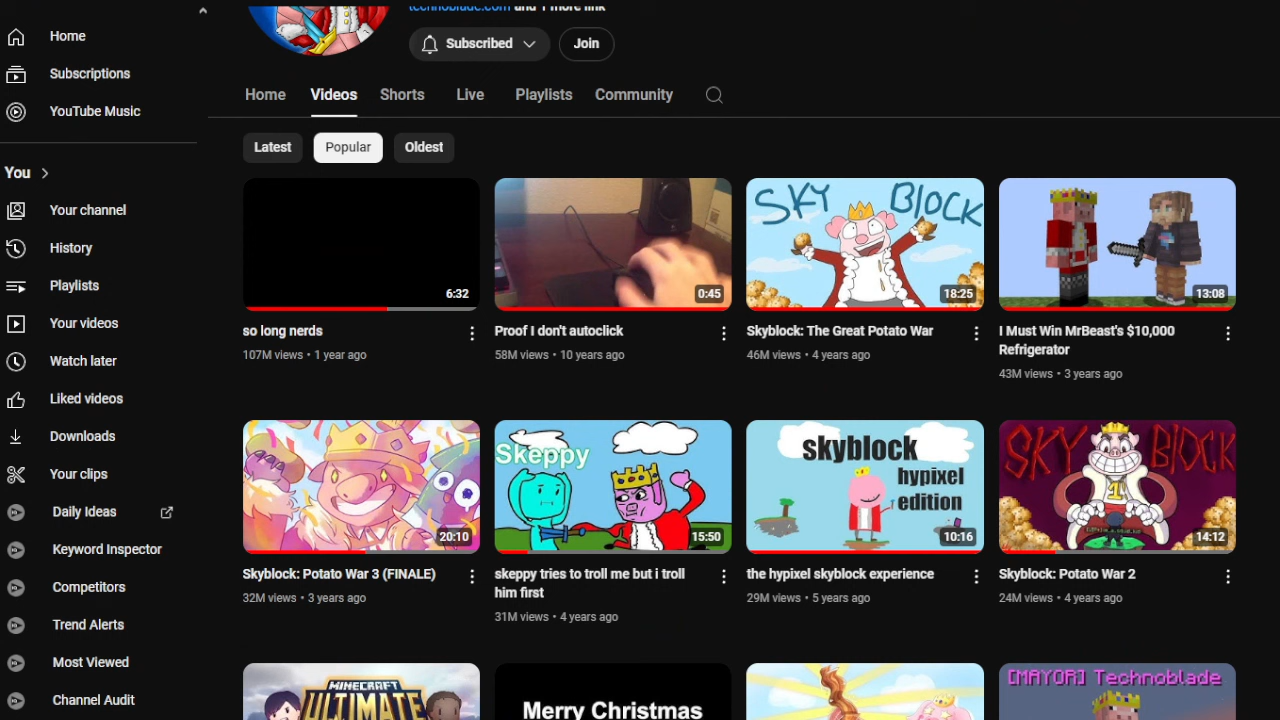 technoblade.com and 1 more link
Subscribed
Join
Home
Videos
Shorts
Live
Playlists
Community
Latest
Popular
Oldest
Home
Subscriptions
YouTube Music
You
Your channel
History
Playlists
Your videos
Watch later
Liked videos
Downloads
Your clips
Daily Ideas
Keyword Inspector
Competitors
Trend Alerts
Most Viewed
Channel Audit
6:32
so long nerds
107M views • 1 year ago
0:45
Proof I don't autoclick
58M views • 10 years ago
SKY BLOCK
18:25
Skyblock: The Great Potato War
46M views • 4 years ago
13:08
I Must Win MrBeast's $10,000
Refrigerator
43M views • 3 years ago
20:10
Skyblock: Potato War 3 (FINALE)
32M views • 3 years ago
Skeppy
15:50
skeppy tries to troll me but i troll
him first
31M views • 4 years ago
skyblock
hypixel
edition
10:16
the hypixel skyblock experience
29M views • 5 years ago
SKY BLOCK
1
14:12
Skyblock: Potato War 2
24M views • 4 years ago
MINECRAFT
ULTIMATE
Merry Christmas
[MAYOR] Technoblade